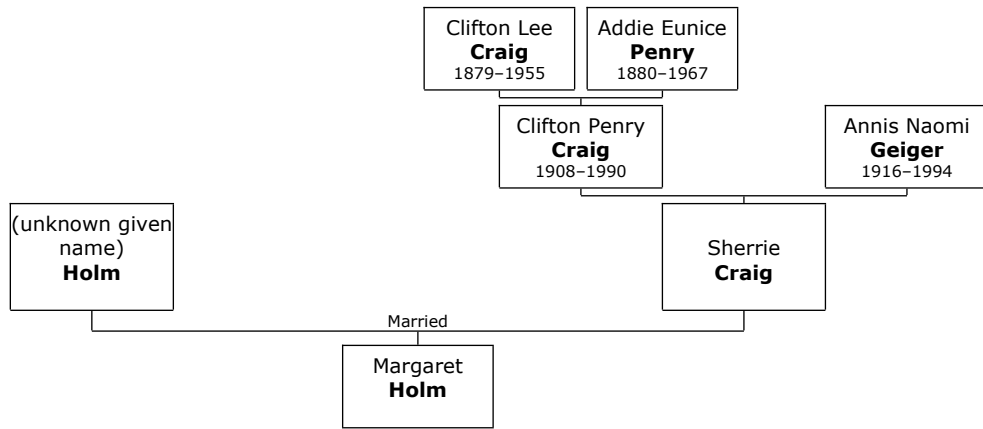 Clifton Lee
Craig
1879–1955
Addie Eunice
Penry
1880–1967
Clifton Penry
Craig
1908–1990
Annis Naomi
Geiger
1916–1994
(unknown given
name)
Holm
Sherrie
Craig
Married
Margaret
Holm